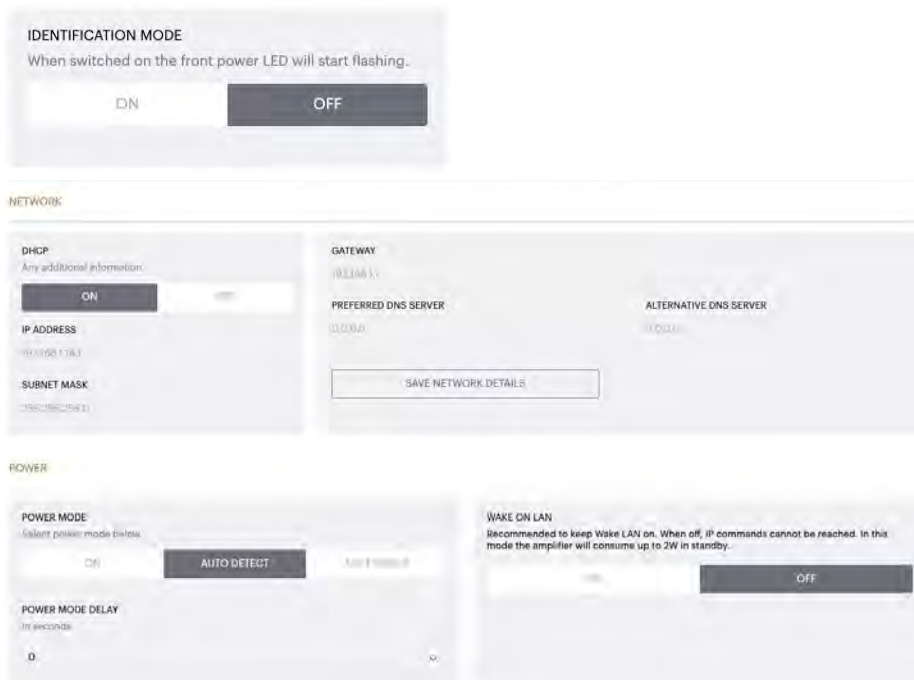 IDENTIFICATION MODE
When switched on the front power LED will start flashing.
ON OFF
NETWORK
DHCP
Any additional information.
ON
IP ADDRESS
SUBNET MASK
GATEWAY
PREFERRED DNS SERVER
0.0.0.0
ALTERNATIVE DNS SERVER
SAVE NETWORK DETAILS
POWER
POWER MODE
Select power mode below.
ON AUTO DETECT
POWER MODE DELAY
In seconds
0
WAKE ON LAN
Recommended to keep Wake LAN on. When off, IP commands cannot be reached. In this
mode the amplifier will consume up to 2W in standby.
OFF